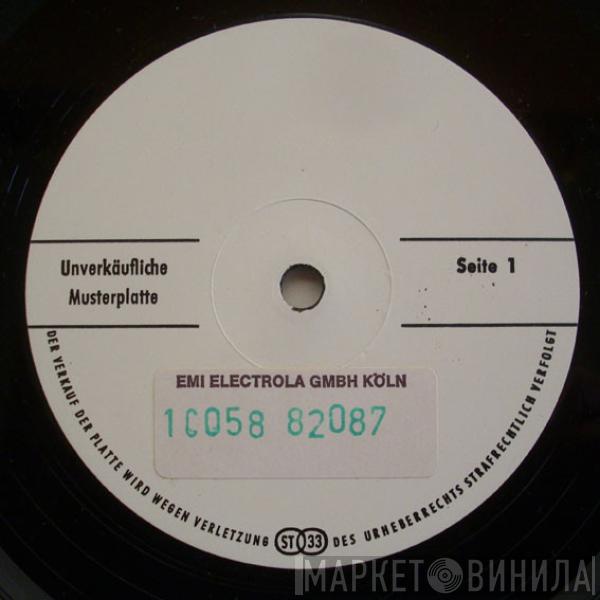 Unverkäufliche
Musterplatte
Seite 1
EMI ELECTROLA GMBH KÖLN
1C058 82087
DER VERKAUF DER PLATTE WIRD WEGEN VERLETZUNG ST 33 DES URHEBERRECHTS STRAFRECHTLICH VERFOLGT
МАРКЕТ ВИНИЛА